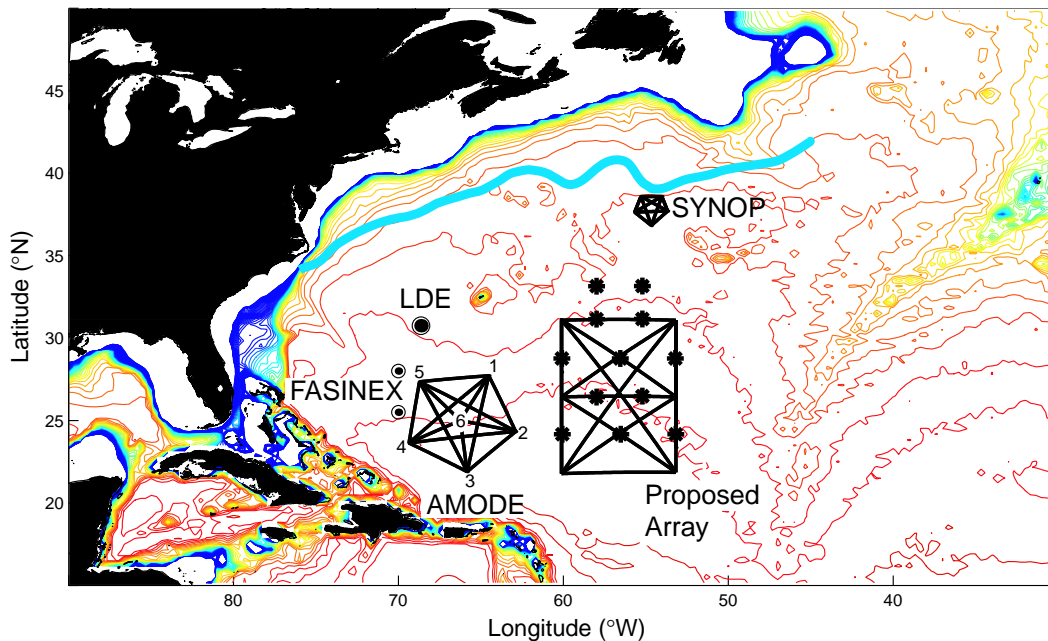 45
40
35
30
25
20
Latitude (°N)
SYNOP
LDE
FASINEX
1
5
6
2
4
3
AMODE
Proposed
Array
80
70
60
50
40
Longitude (°W)